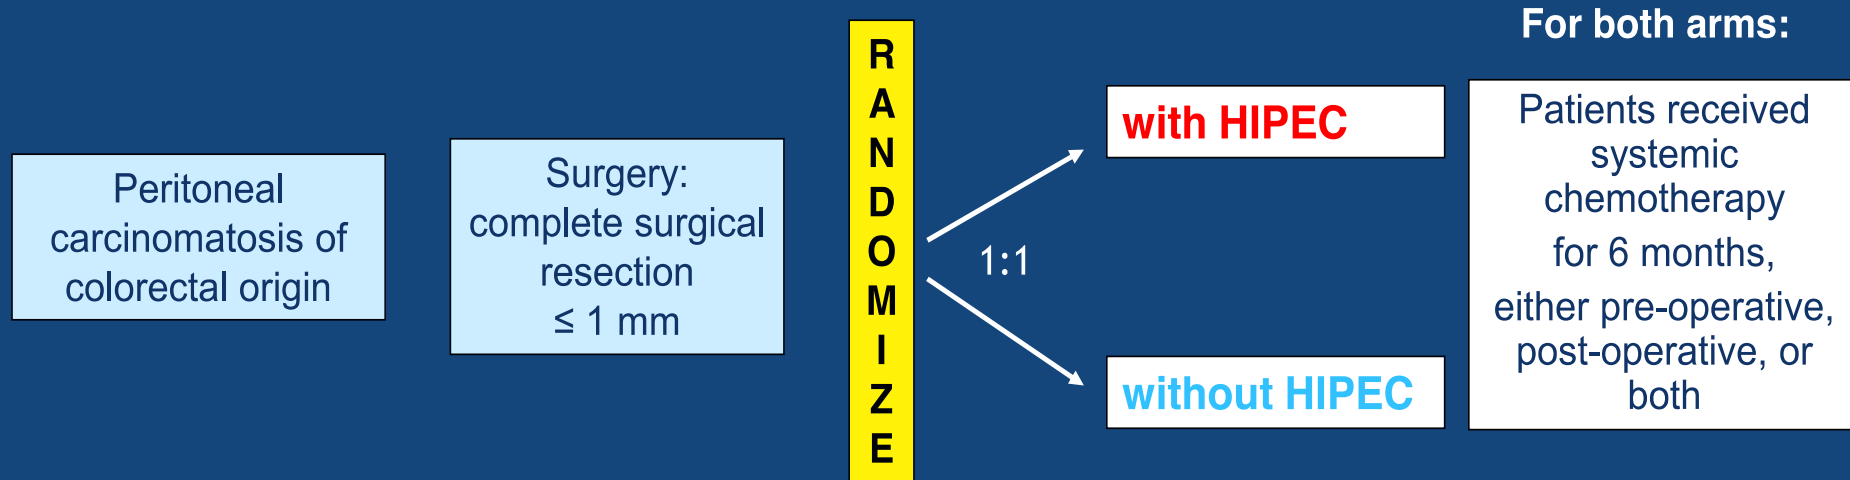 Peritoneal
carcinomatosis of
colorectal origin
Surgery:
complete surgical
resection
≤ 1 mm
R
A
N
D
O
M
I
Z
E
1:1
with HIPEC
without HIPEC
For both arms:
Patients received
systemic
chemotherapy
for 6 months,
either pre-operative,
post-operative, or
both